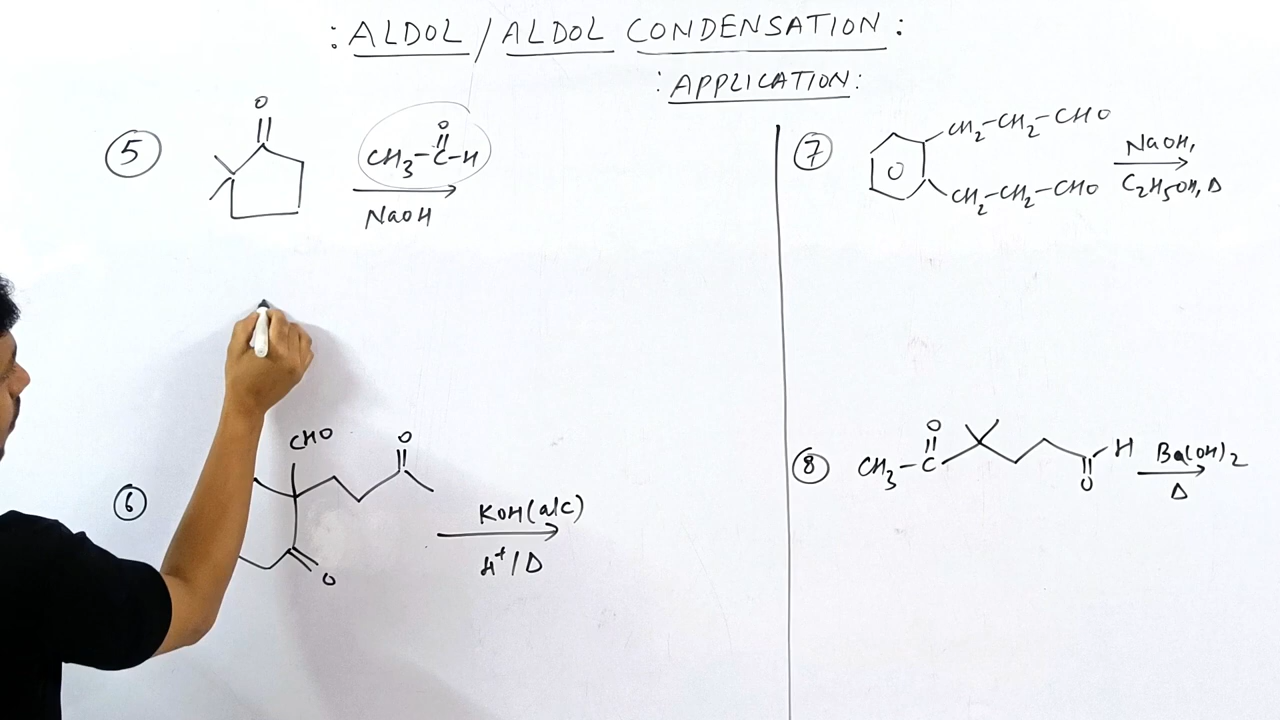 : ALDOL / ALDOL CONDENSATION :
: APPLICATION :
5
O
CH3-C-H
O
NaOH
6
CHO
O
O
KOH(alc)
H+/Δ
7
CH2-CH2-CHO
O
CH2-CH2-CHO
NaOH,
C2H5OH, Δ
8
O
CH3-C
H
O
Ba(OH)2
Δ